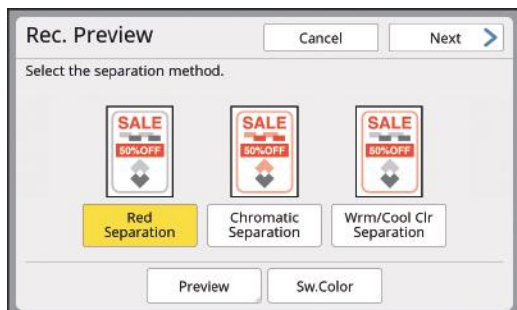 Rec. Preview
Cancel
Next
Select the separation method.
SALE
50%OFF
SALE
50%OFF
SALE
50%OFF
Red
Separation
Chromatic
Separation
Wrm/Cool Clr
Separation
Preview
Sw.Color